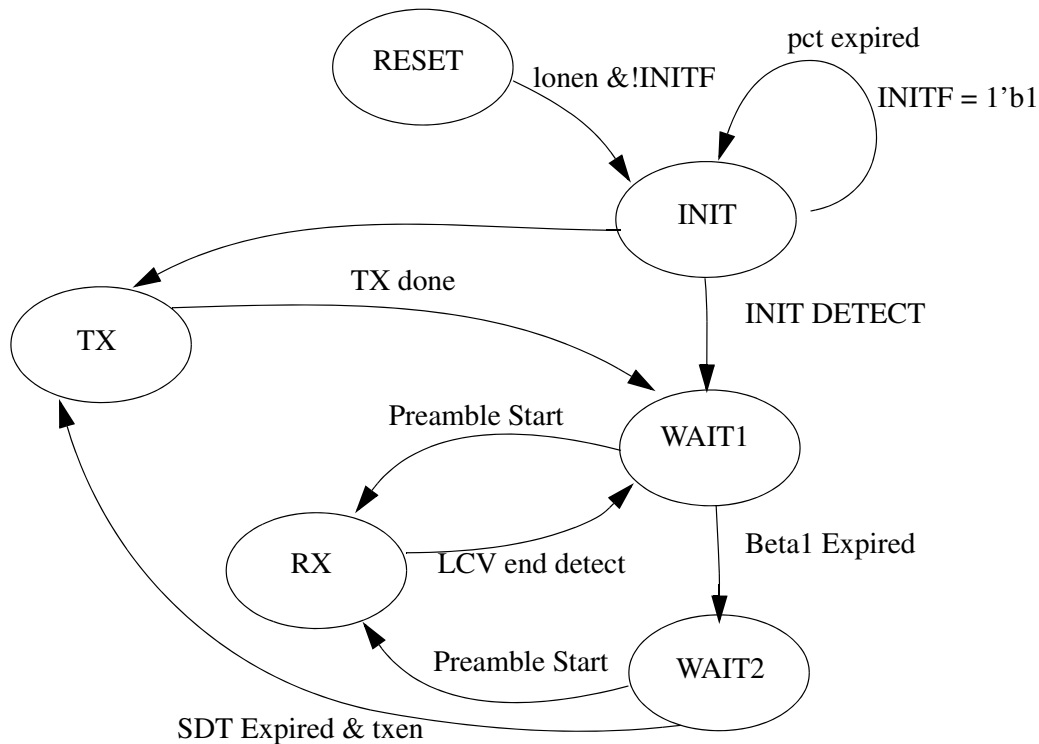 pct expired
RESET
lonen &!INITF
INITF = 1’b1
INIT
TX done
INIT DETECT
TX
Preamble Start
WAIT1
Beta1 Expired
RX
LCV end detect
Preamble Start
WAIT2
SDT Expired & txen